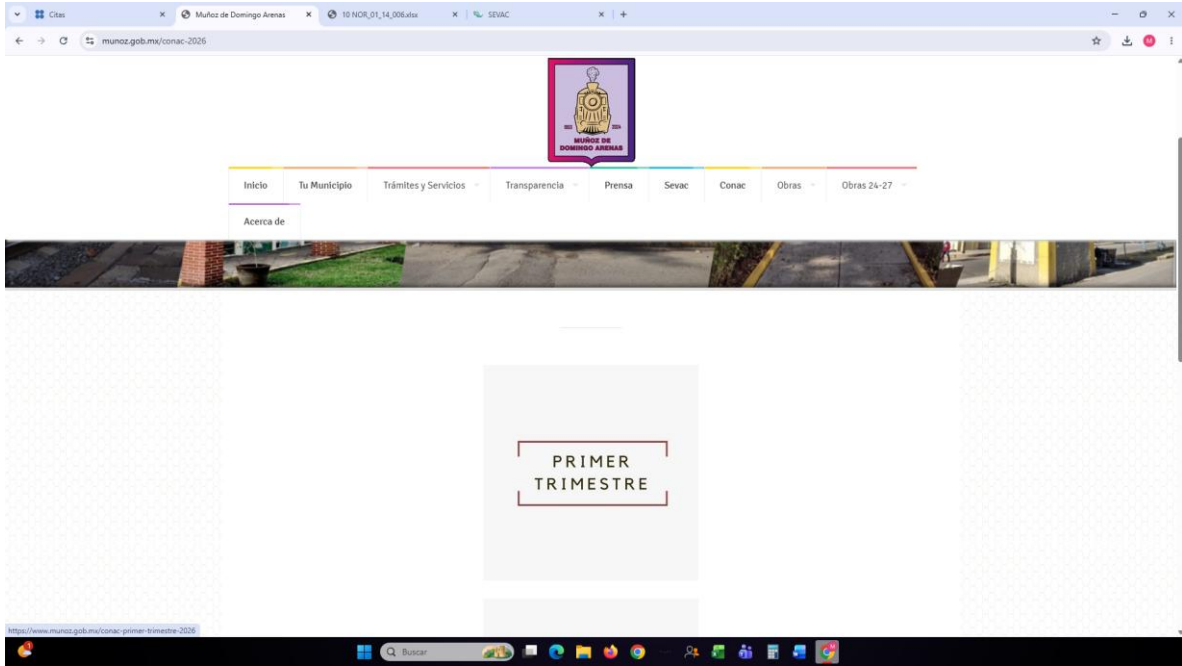 Citas
Muñoz de Domingo Arenas
10 NOR_01_14_006.xlsx
SEVAC
munoz.gob.mx/conac-2026
MUÑOZ DE
DOMINGO ARENAS
Inicio Tu Municipio Trámites y Servicios Transparencia Prensa Sevac Conac Obras Obras 24-27
Acerca de
PRIMER
TRIMESTRE
https://www.munoz.gob.mx/conac-primer-trimestre-2026
Buscar